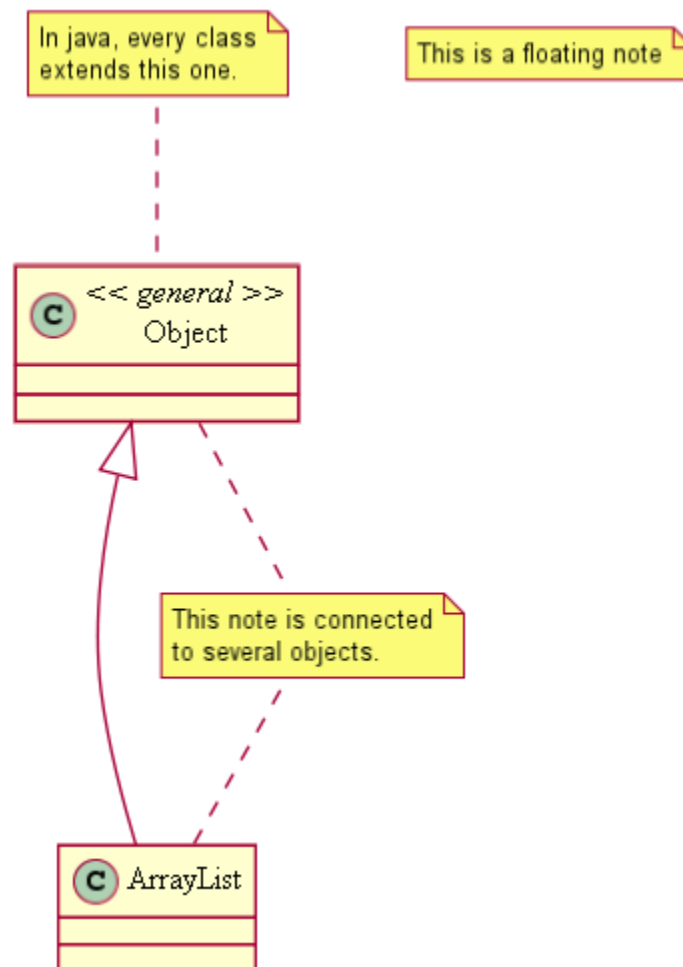 In java, every class
extends this one.
This is a floating note
C
<< general >>
Object
This note is connected
to several objects.
C ArrayList